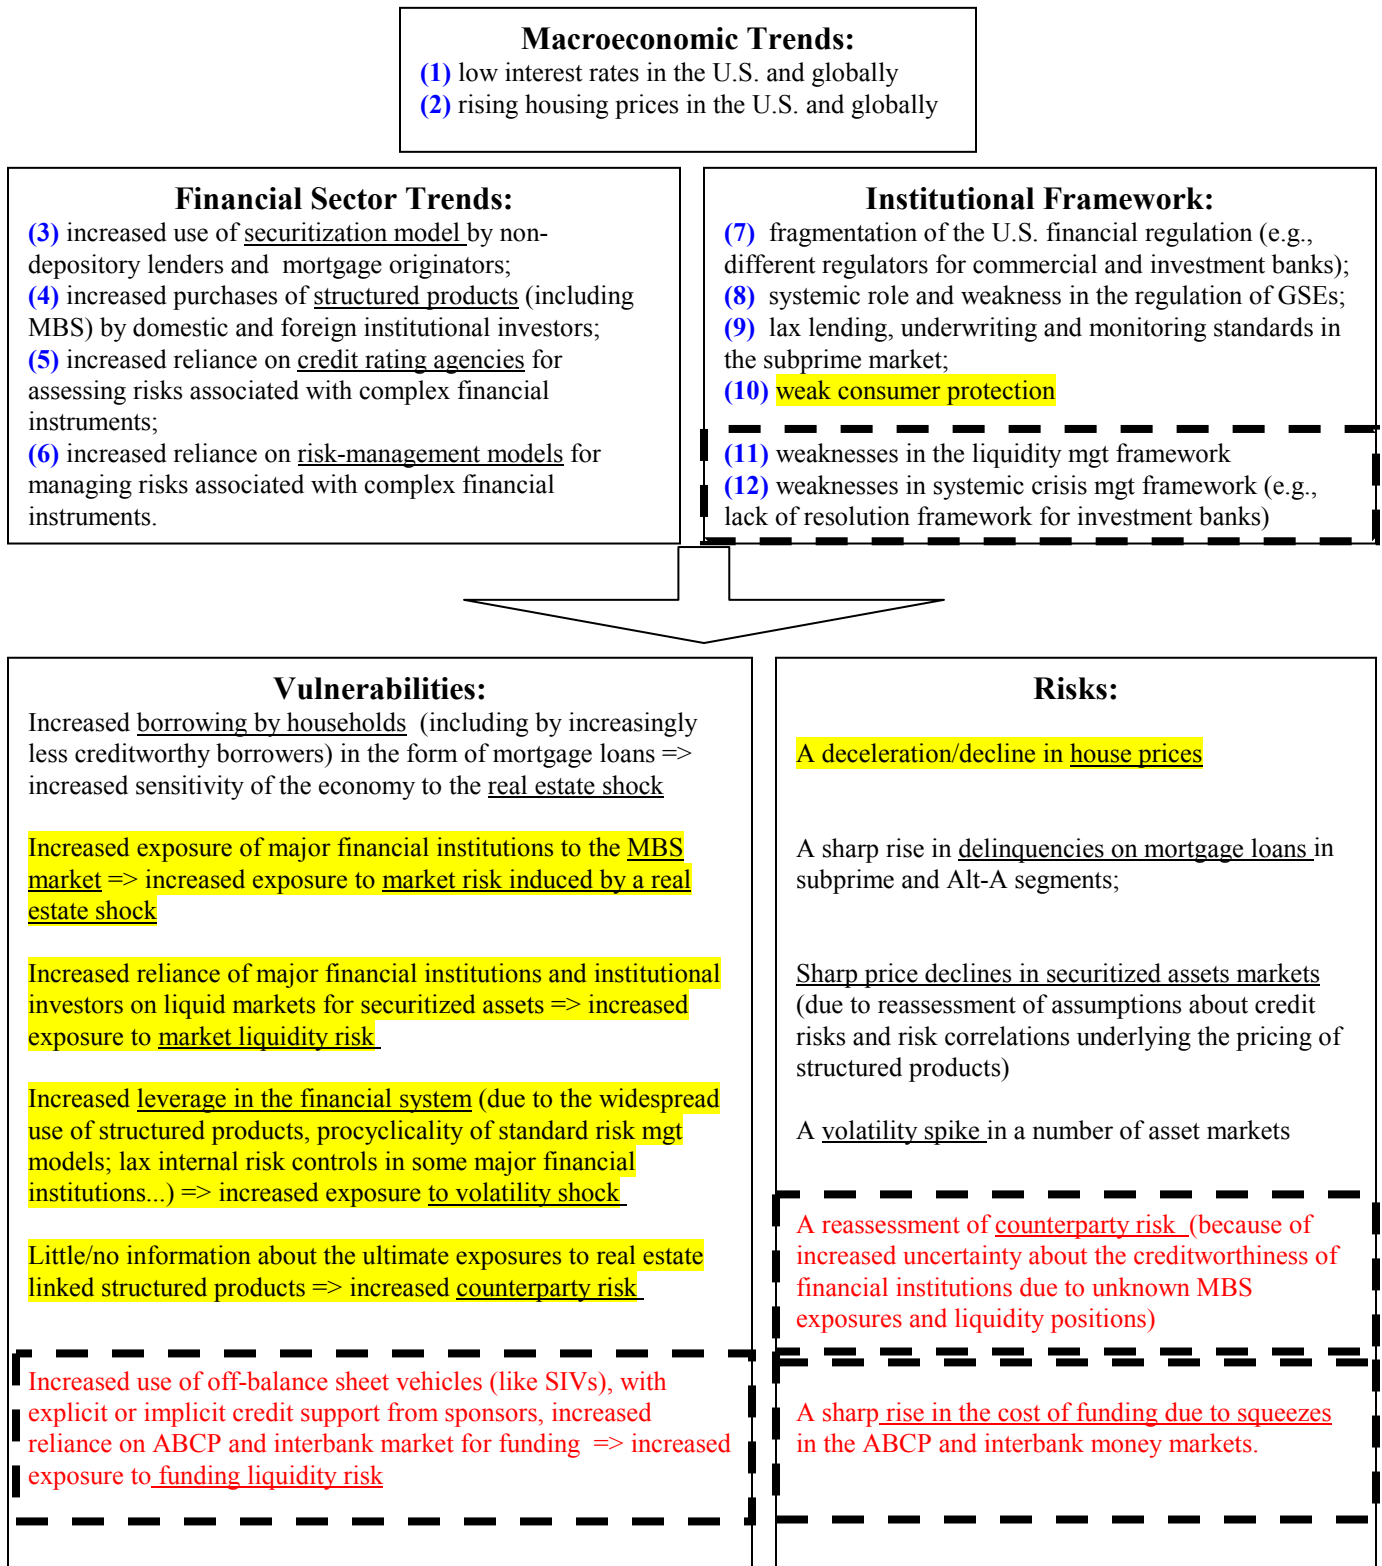 Macroeconomic Trends:
(1) low interest rates in the U.S. and globally
(2) rising housing prices in the U.S. and globally
Financial Sector Trends:
(3) increased use of securitization model by non-
depository lenders and mortgage originators;
(4) increased purchases of structured products (including
MBS) by domestic and foreign institutional investors;
(5) increased reliance on credit rating agencies for
assessing risks associated with complex financial
instruments;
(6) increased reliance on risk-management models for
managing risks associated with complex financial
instruments.
Institutional Framework:
(7) fragmentation of the U.S. financial regulation (e.g.,
different regulators for commercial and investment banks);
(8) systemic role and weakness in the regulation of GSEs;
(9) lax lending, underwriting and monitoring standards in
the subprime market;
(10) weak consumer protection
(11) weaknesses in the liquidity mgt framework
(12) weaknesses in systemic crisis mgt framework (e.g.,
lack of resolution framework for investment banks)
Vulnerabilities:
Increased borrowing by households (including by increasingly
less creditworthy borrowers) in the form of mortgage loans =>
increased sensitivity of the economy to the real estate shock
Increased exposure of major financial institutions to the MBS
market => increased exposure to market risk induced by a real
estate shock
Increased reliance of major financial institutions and institutional
investors on liquid markets for securitized assets => increased
exposure to market liquidity risk
Increased leverage in the financial system (due to the widespread
use of structured products, procyclicality of standard risk mgt
models; lax internal risk controls in some major financial
institutions...) => increased exposure to volatility shock
Little/no information about the ultimate exposures to real estate
linked structured products => increased counterparty risk
Increased use of off-balance sheet vehicles (like SIVs), with
explicit or implicit credit support from sponsors, increased
reliance on ABCP and interbank market for funding => increased
exposure to funding liquidity risk
Risks:
A deceleration/decline in house prices
A sharp rise in delinquencies on mortgage loans in
subprime and Alt-A segments;
Sharp price declines in securitized assets markets
(due to reassessment of assumptions about credit
risks and risk correlations underlying the pricing of
structured products)
A volatility spike in a number of asset markets
A reassessment of counterparty risk (because of
increased uncertainty about the creditworthiness of
financial institutions due to unknown MBS
exposures and liquidity positions)
A sharp rise in the cost of funding due to squeezes
in the ABCP and interbank money markets.